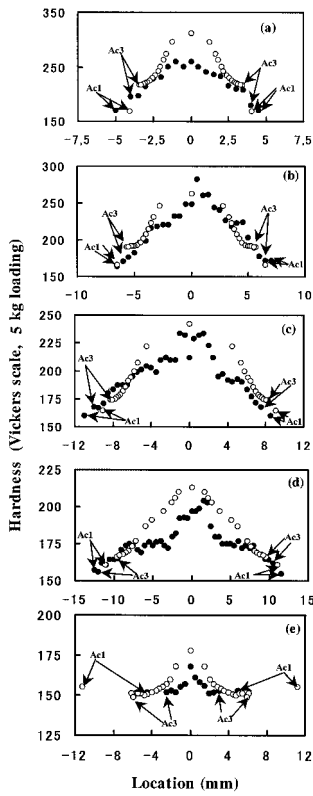 Hardness (Vickers scale, 5 kg loading)
350
(a)
300
Ac3
Ac3
250
200
Ac1
Ac1
150
-7,5 -5 -2,5 0 2,5 5 7,5
300
(b)
250
Ac3
Ac3
200
Ac1
Ac1
150
-10 -5 0 5 10
250
(c)
225
200
Ac3
Ac3
175
Ac1
Ac1
150
-12 -8 -4 0 4 8 12
225
(d)
200
Ac1
Ac3
175
Ac3
Ac1
150
-15 -10 -5 0 5 10 15
225
(e)
200
175
Ac1
Ac1
150
Ac3
Ac3
125
-12 -8 -4 0 4 8 12
Location (mm)